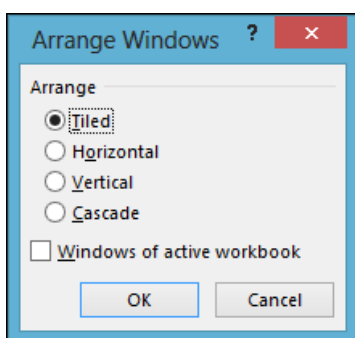 Arrange Windows ? ×
Arrange
Tiled
Horizontal
Vertical
Cascade
Windows of active workbook
OK Cancel